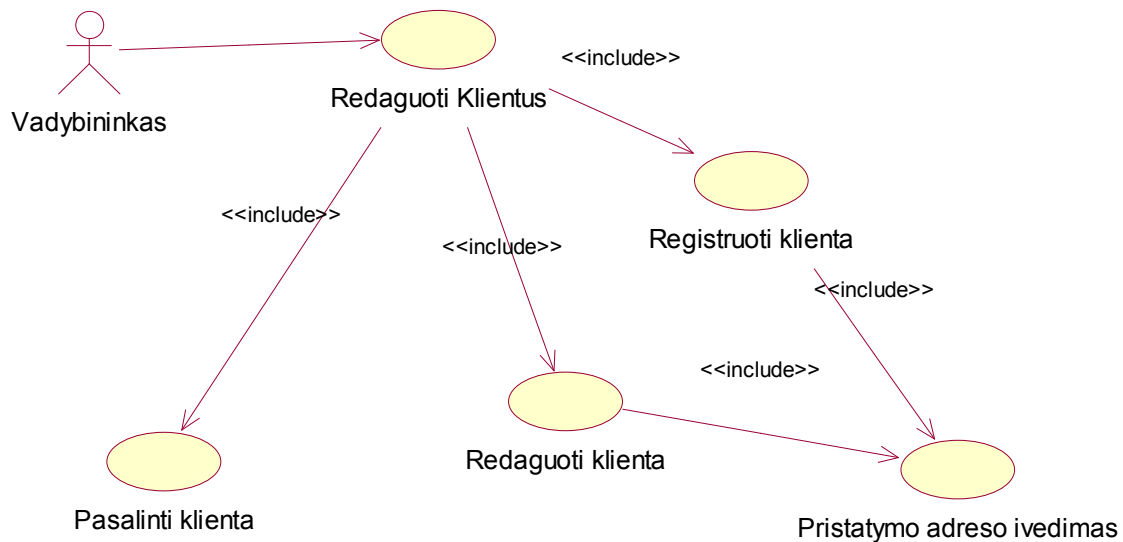 <<include>>
Redaguoti Klientus
Vadybininkas
<<include>>
Registruoti klienta
<<include>>
<<include>>
<<include>>
Redaguoti klienta
Pasalinti klienta
Pristatymo adreso ivedimas